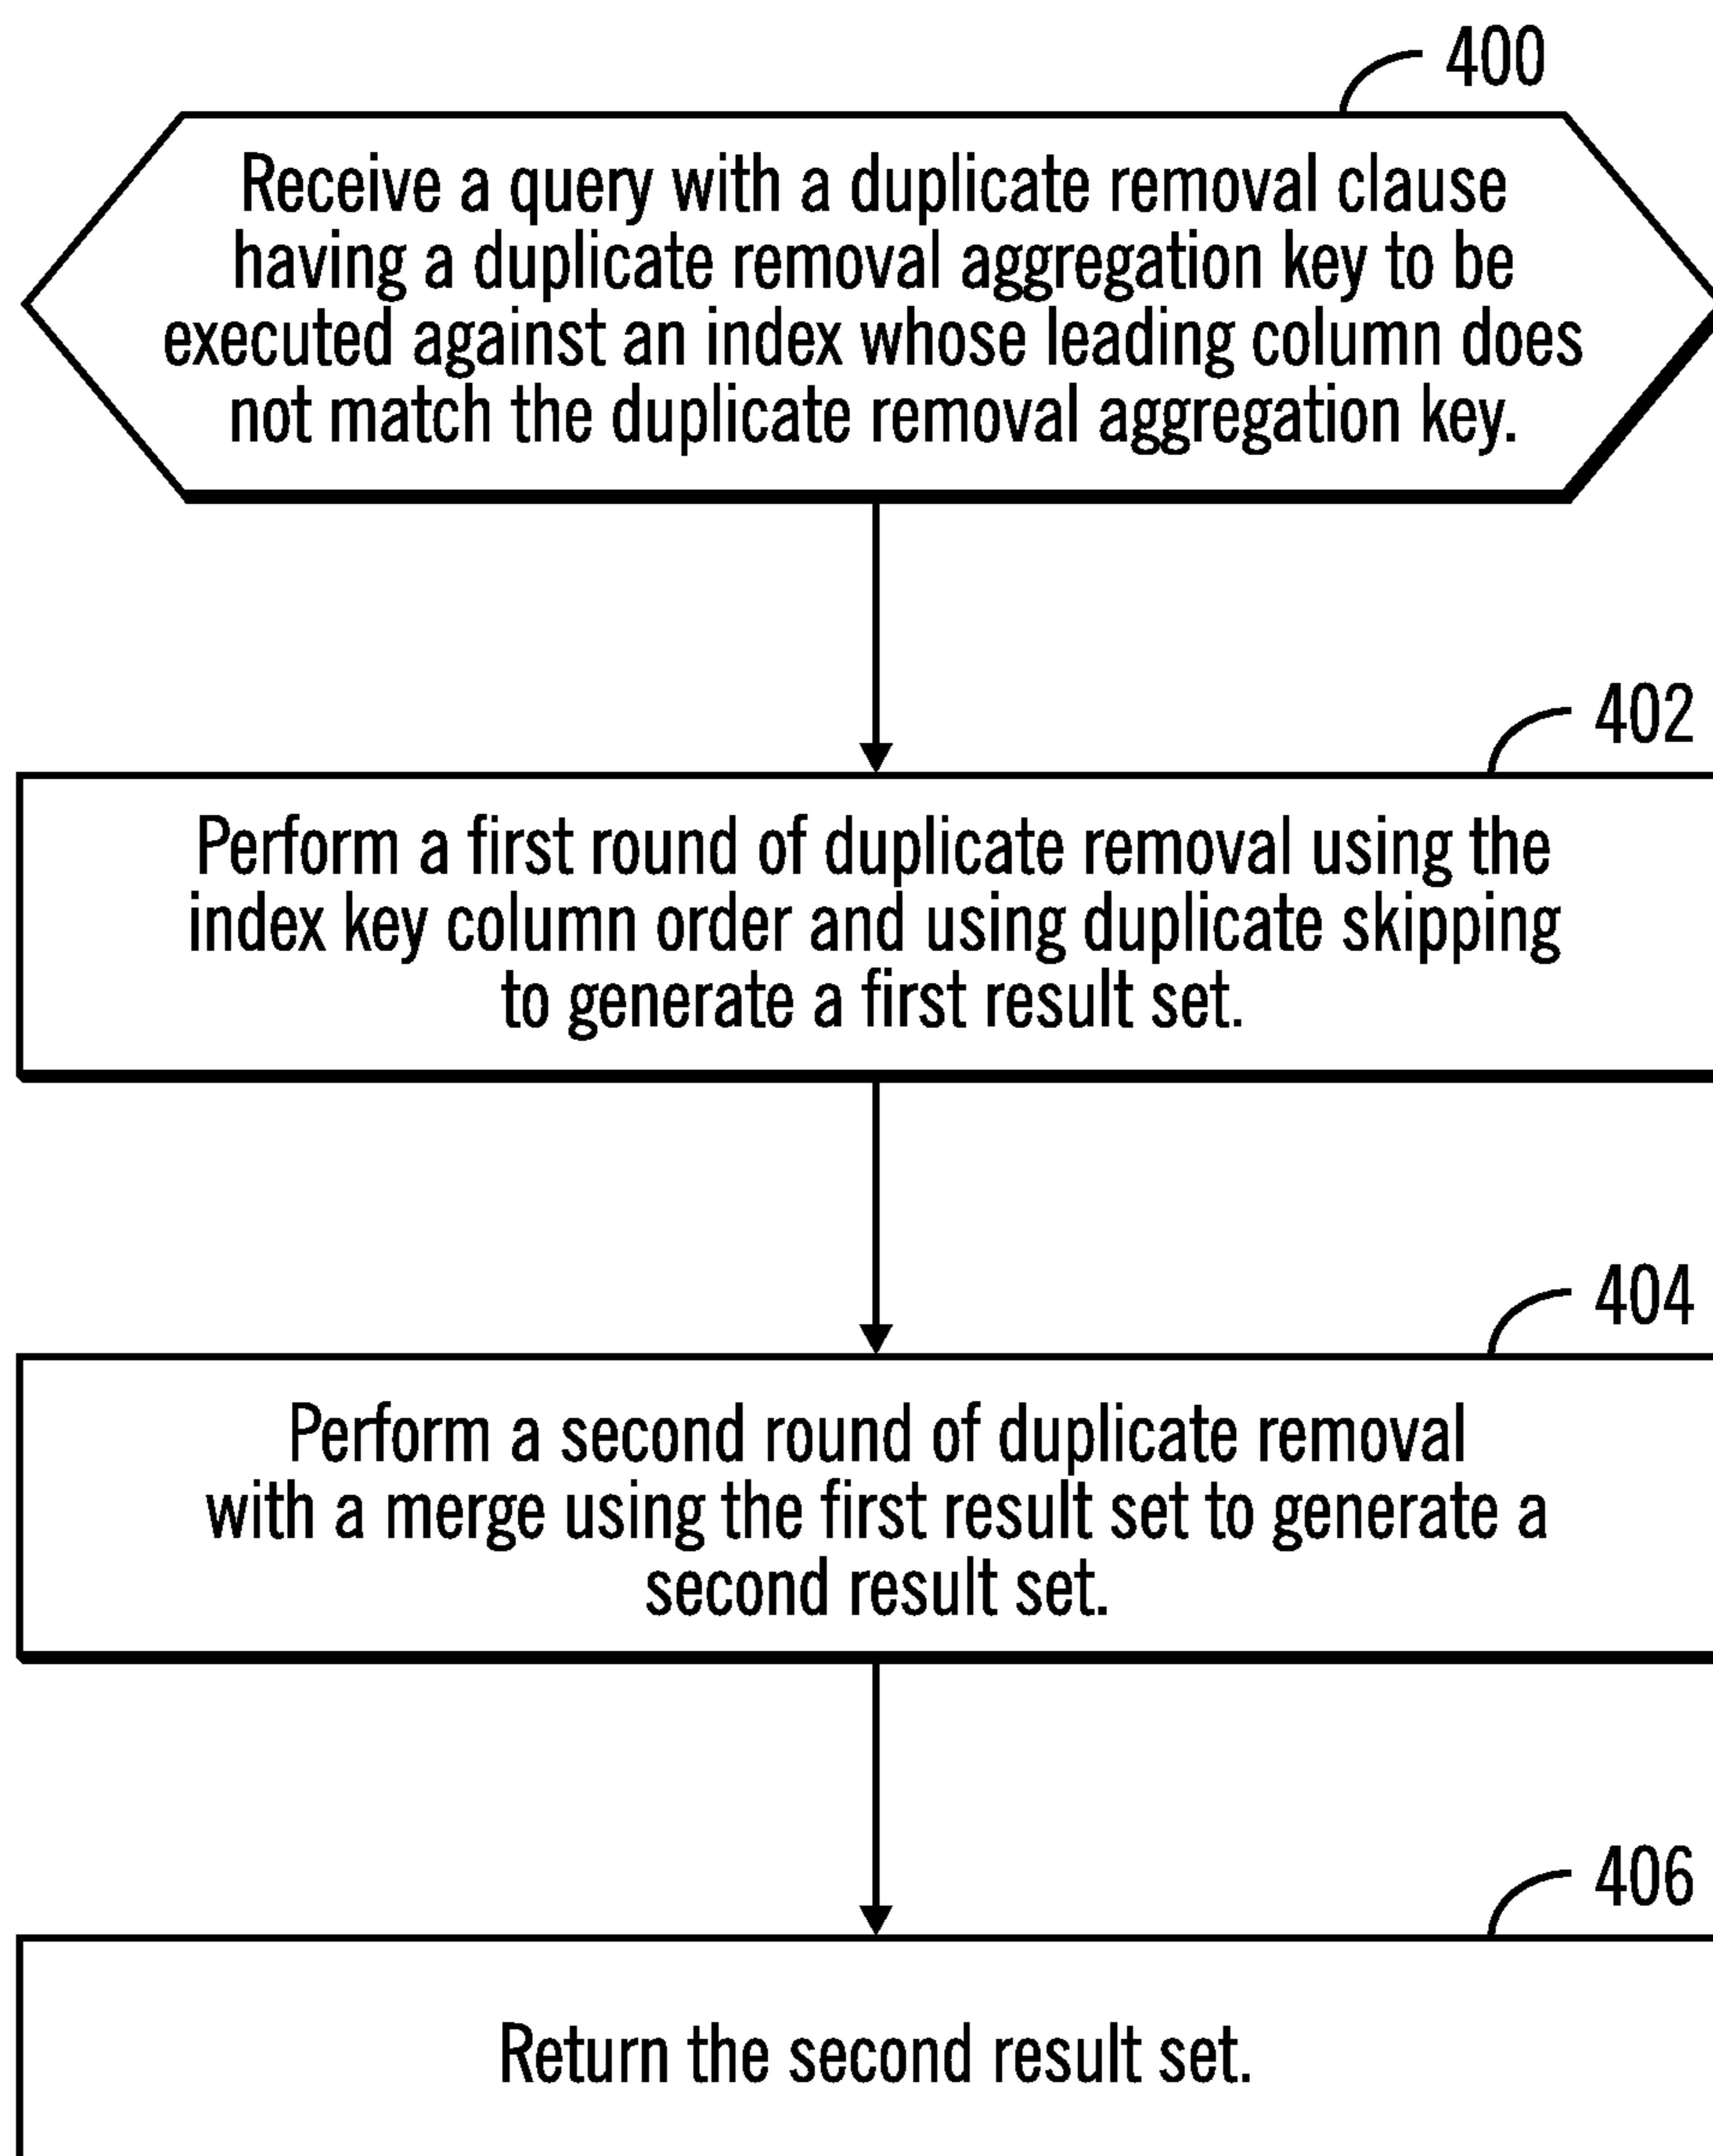 400
Receive a query with a duplicate removal clause
having a duplicate removal aggregation key to be
executed against an index whose leading column does
not match the duplicate removal aggregation key.
402
Perform a first round of duplicate removal using the
index key column order and using duplicate skipping
to generate a first result set.
404
Perform a second round of duplicate removal
with a merge using the first result set to generate a
second result set.
406
Return the second result set.